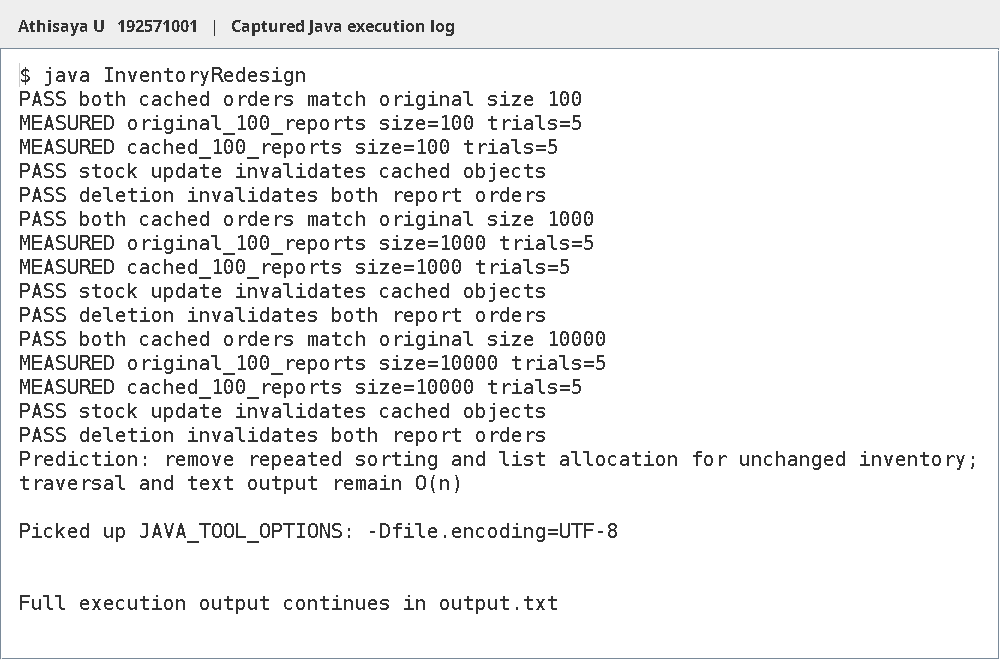 Athisaya U 192571001 | Captured Java execution log
$ java InventoryRedesign
PASS both cached orders match original size 100
MEASURED original_100_reports size=100 trials=5
MEASURED cached_100_reports size=100 trials=5
PASS stock update invalidates cached objects
PASS deletion invalidates both report orders
PASS both cached orders match original size 1000
MEASURED original_100_reports size=1000 trials=5
MEASURED cached_100_reports size=1000 trials=5
PASS stock update invalidates cached objects
PASS deletion invalidates both report orders
PASS both cached orders match original size 10000
MEASURED original_100_reports size=10000 trials=5
MEASURED cached_100_reports size=10000 trials=5
PASS stock update invalidates cached objects
PASS deletion invalidates both report orders
Prediction: remove repeated sorting and list allocation for unchanged inventory;
traversal and text output remain O(n)
Picked up JAVA_TOOL_OPTIONS: -Dfile.encoding=UTF-8
Full execution output continues in output.txt